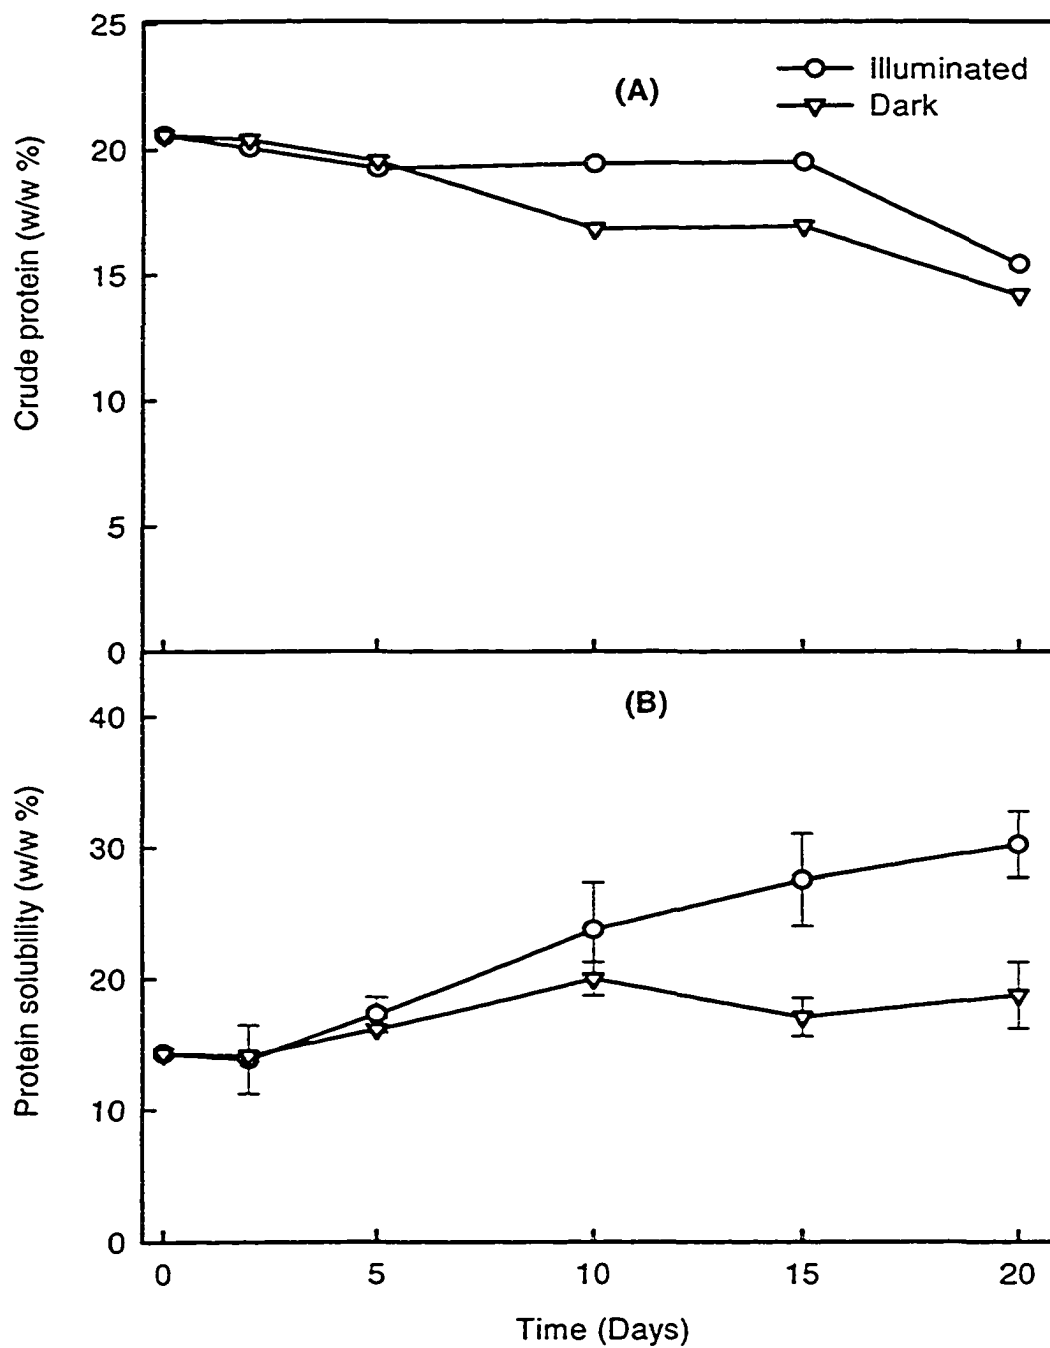 25
(A)
Illuminated
Dark
20
15
10
5
0
Crude protein (w/w %)
(B)
40
30
20
10
0
Protein solubility (w/w %)
0 5 10 15 20
Time (Days)